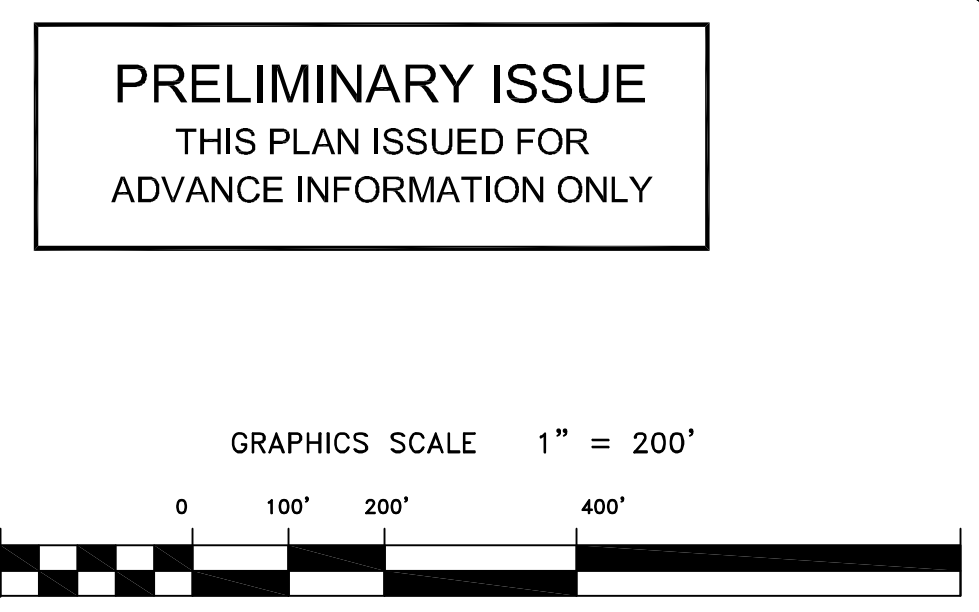 PRELIMINARY ISSUE
THIS PLAN ISSUED FOR
ADVANCE INFORMATION ONLY
GRAPHICS SCALE 1” = 200’
0 100’ 200’ 400’